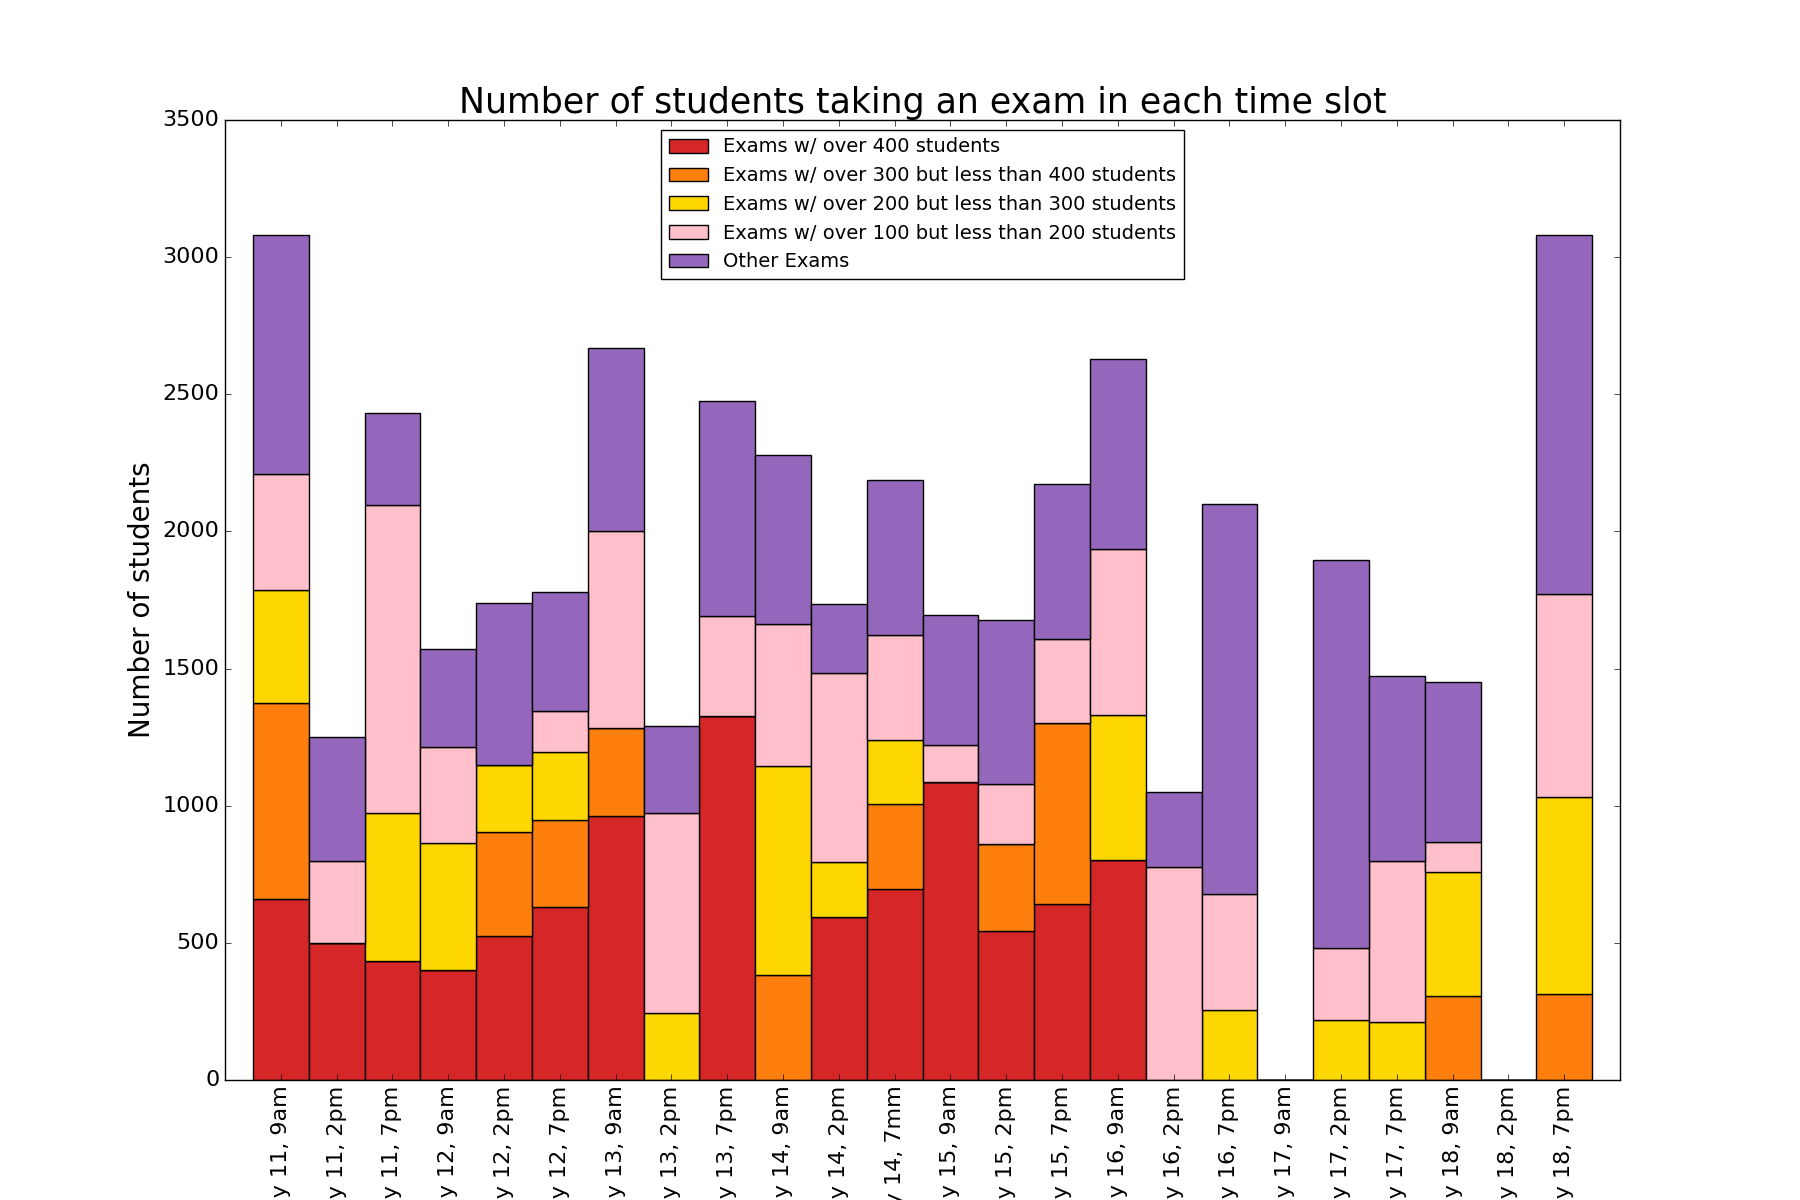 Number of students taking an exam in each time slot
Exams w/ over 400 students
Exams w/ over 300 but less than 400 students
Exams w/ over 200 but less than 300 students
Exams w/ over 100 but less than 200 students
Other Exams
Number of students
3500
3000
2500
2000
1500
1000
500
0
y 11, 9am
y 11, 2pm
y 11, 7pm
y 12, 9am
y 12, 2pm
y 12, 7pm
y 13, 9am
y 13, 2pm
y 13, 7pm
y 14, 9am
y 14, 2pm
y 14, 7mm
y 15, 9am
y 15, 2pm
y 15, 7pm
y 16, 9am
y 16, 2pm
y 16, 7pm
y 17, 9am
y 17, 2pm
y 17, 7pm
y 18, 9am
y 18, 2pm
y 18, 7pm